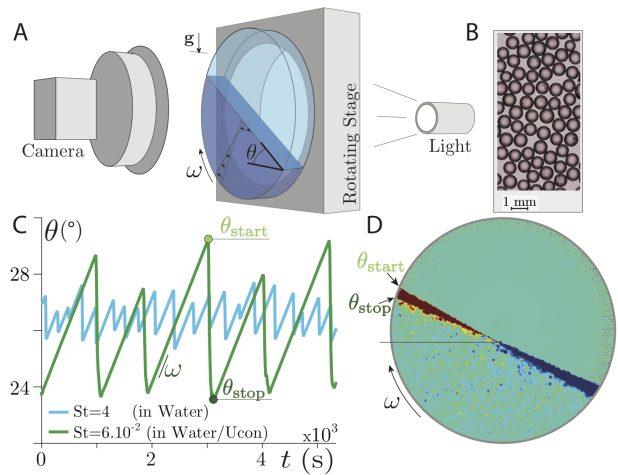 A
g
θ
ω
Camera
Rotating Stage
Light
B
1 mm
C
θ(°)
28
24
θstart
θstop
/ω
St=4 (in Water)
St=6.10⁻² (in Water/Ucon)
x10³
0
2
4
t (s)
D
θstart
θstop
ω